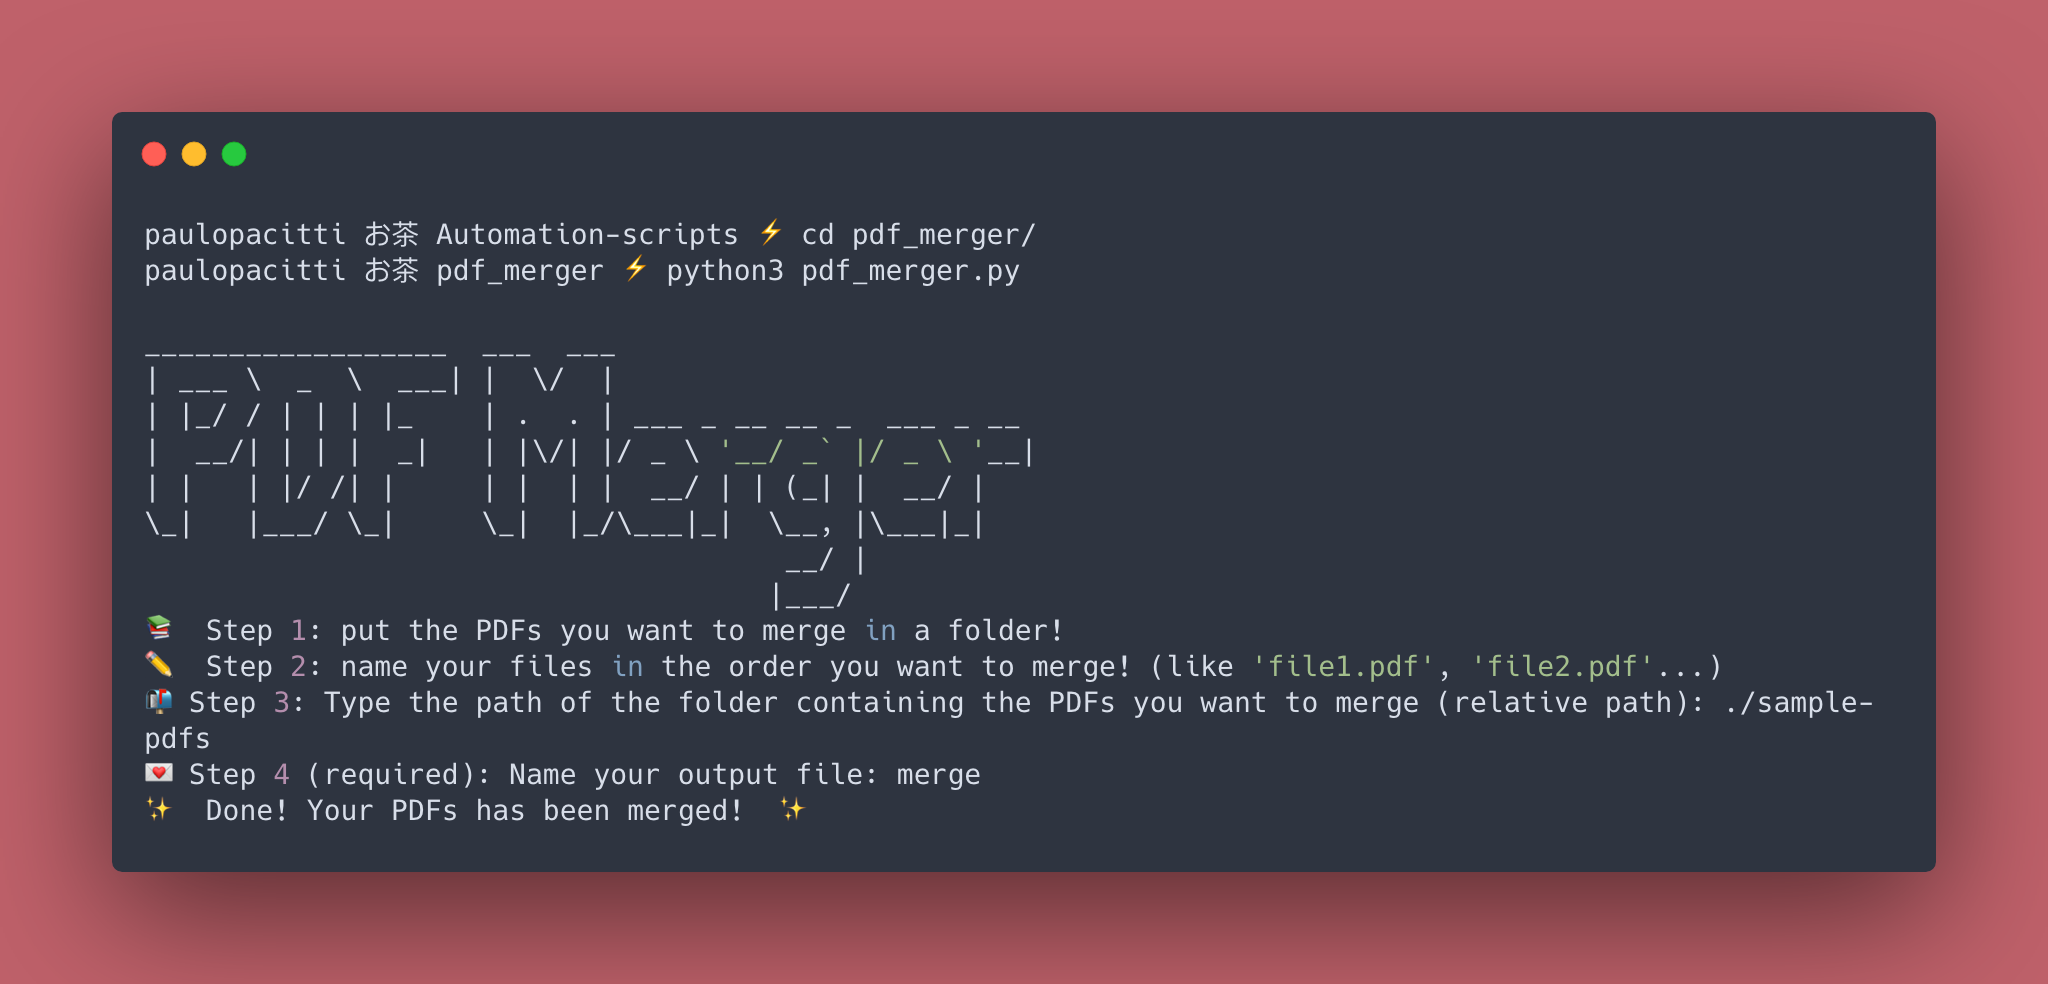 paulopacitti お茶 Automation-scripts ⚡ cd pdf_merger/
paulopacitti お茶 pdf_merger ⚡ python3 pdf_merger.py
__________________  ___  ___
| ___ \  _  \  ___| |  \/  |
| |_/ / | | | |_    | .  . | ___ _ __ __ _  ___ _ __
|  __/| | | |  _|   | |\/| |/ _ \ '__/ _` |/ _ \ '__|
| |   | |/ /| |     | |  | |  __/ | | (_| |  __/ |
\_|   |___/ \_|     \_|  |_/\___|_|  \__, |\___|_|
                                      __/ |
                                     |___/
📚  Step 1: put the PDFs you want to merge in a folder!
✏️  Step 2: name your files in the order you want to merge! (like 'file1.pdf', 'file2.pdf'...)
📬 Step 3: Type the path of the folder containing the PDFs you want to merge (relative path): ./sample-
pdfs
💌 Step 4 (required): Name your output file: merge
✨  Done! Your PDFs has been merged!  ✨